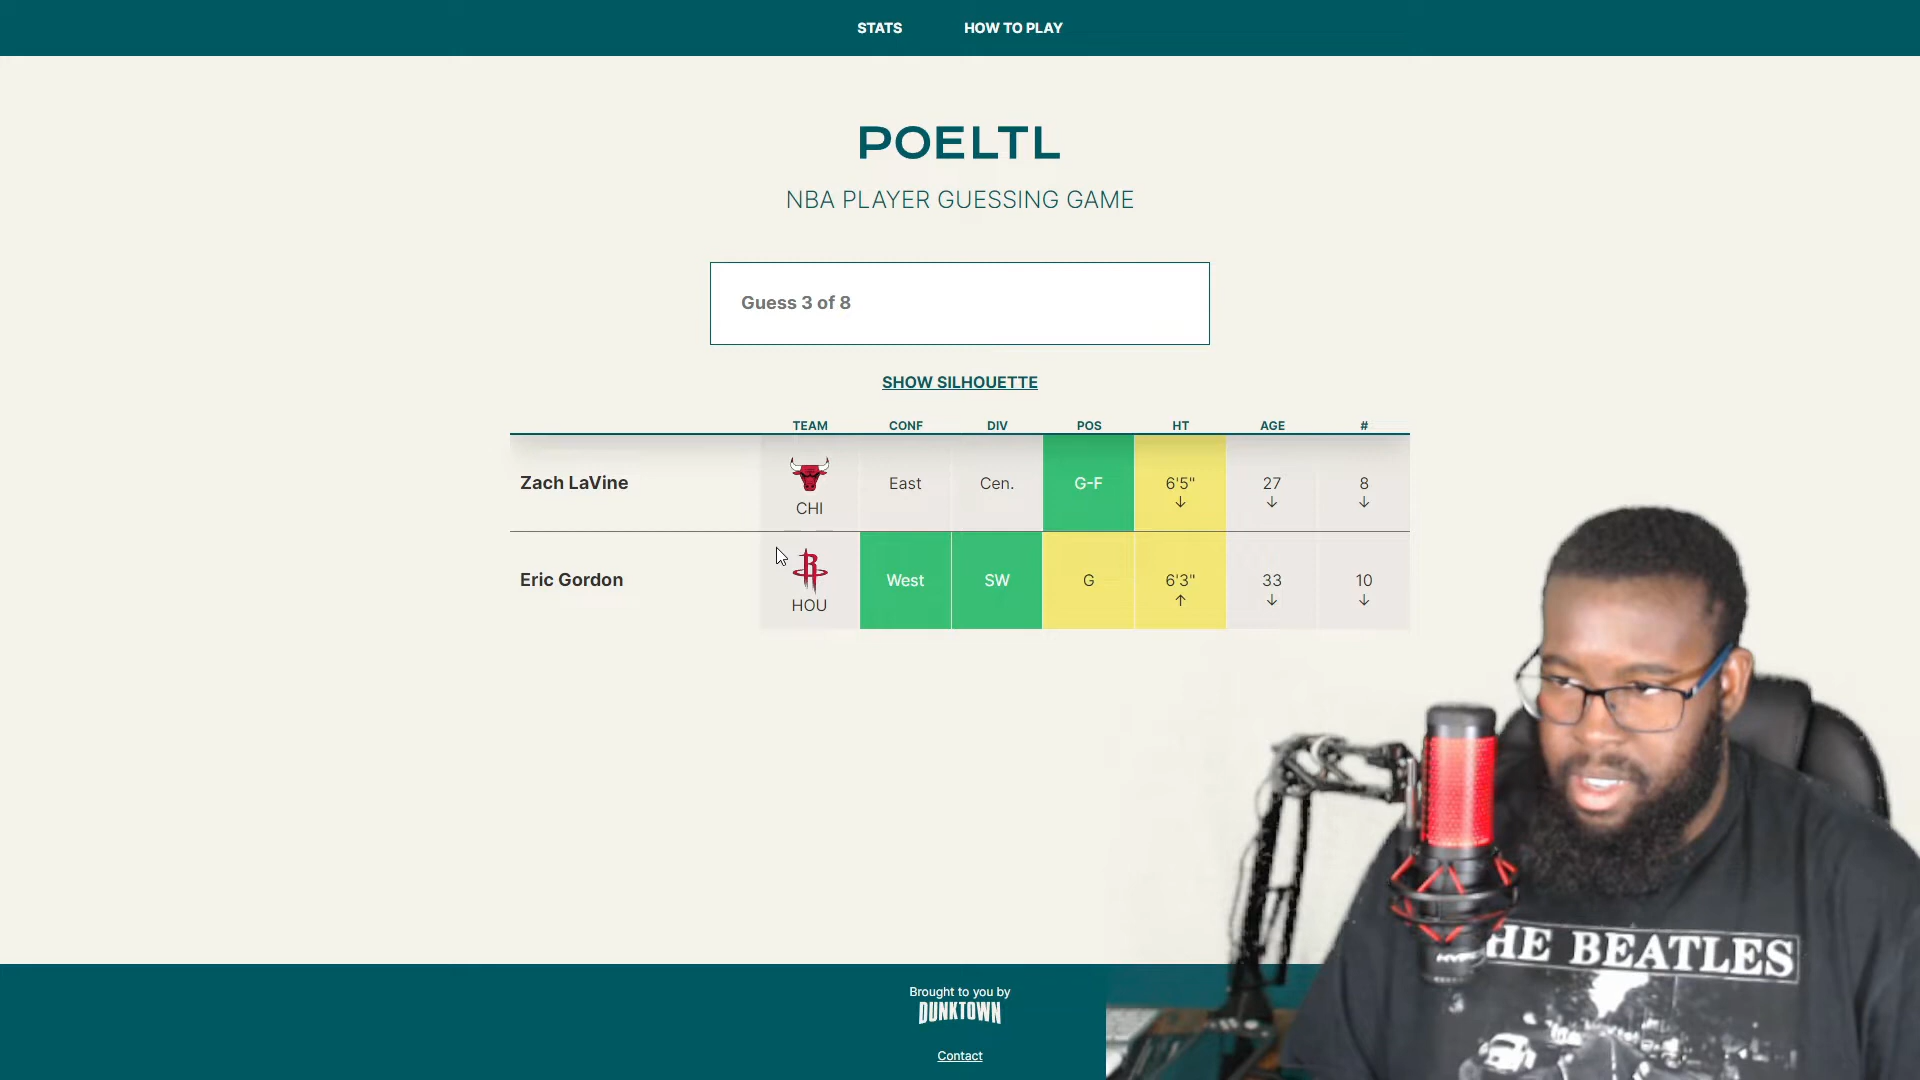 STATS HOW TO PLAY
POELTL
NBA PLAYER GUESSING GAME
Guess 3 of 8
SHOW SILHOUETTE
TEAM CONF DIV POS HT AGE #
Zach LaVine CHI East Cen. G-F 6'5" ↓ 27 ↓ 8 ↓
Eric Gordon HOU West SW G 6'3" ↑ 33 ↓ 10 ↓
THE BEATLES
Brought to you by
DUNKTOWN
Contact